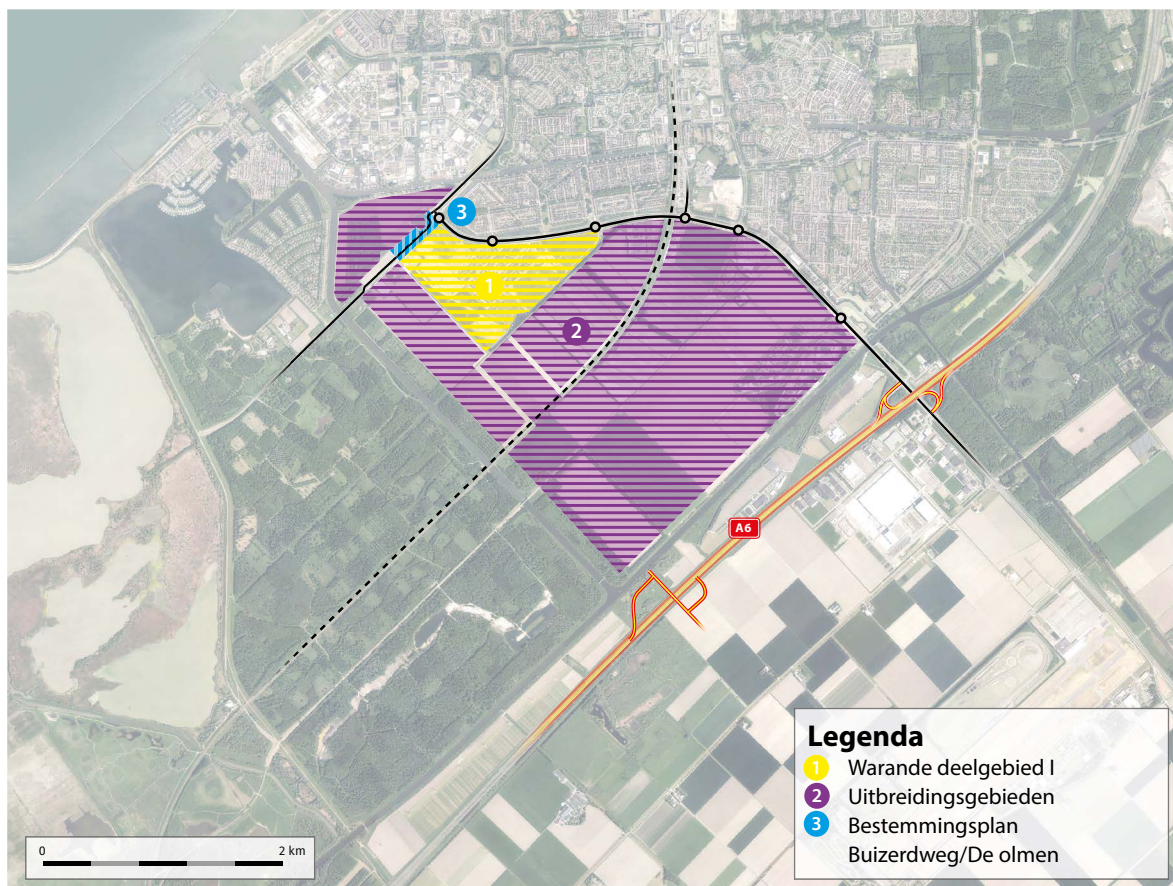 3
1
2
A6
Legenda
1 Warande deelgebied I
2 Uitbreidingsgebieden
3 Bestemmingsplan
Buizerdweg/De olmen
0 2 km